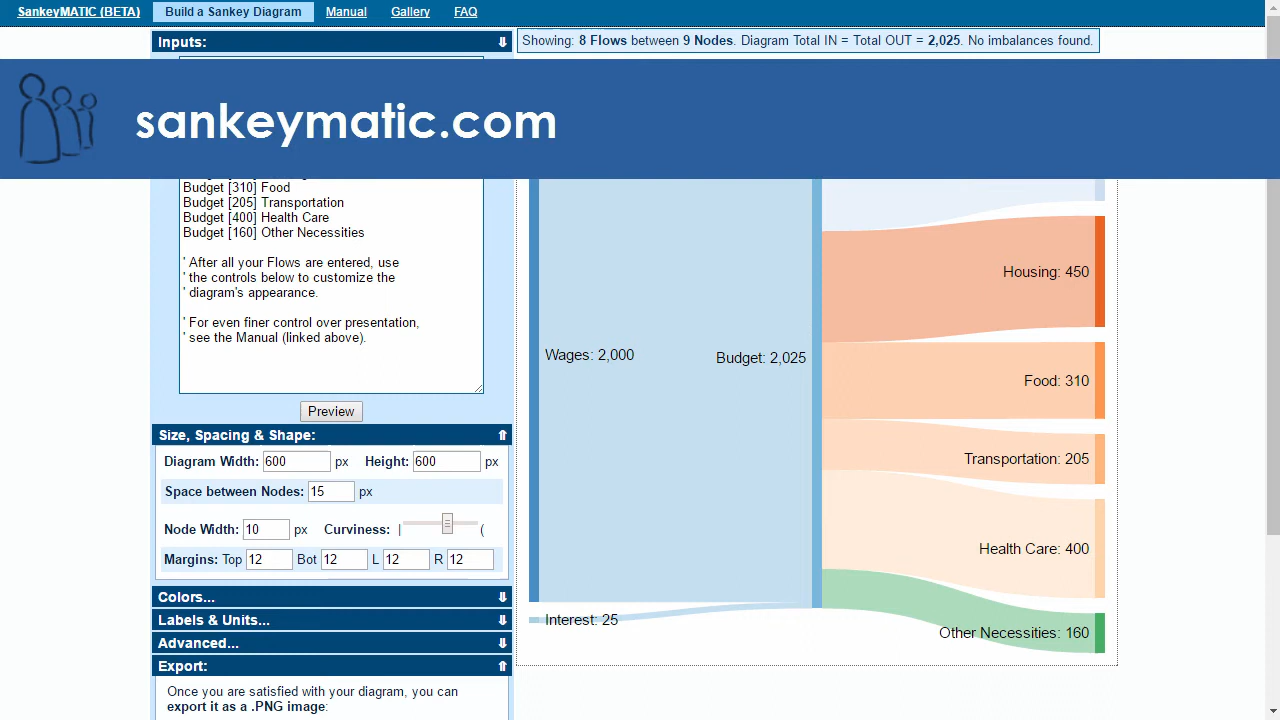 SankeyMATIC (BETA)
Build a Sankey Diagram
Manual
Gallery
FAQ
Inputs:
Showing: 8 Flows between 9 Nodes. Diagram Total IN = Total OUT = 2,025. No imbalances found.
sankeymatic.com
Budget [310] Food
Budget [205] Transportation
Budget [400] Health Care
Budget [160] Other Necessities
' After all your Flows are entered, use
' the controls below to customize the
' diagram's appearance.
' For even finer control over presentation,
' see the Manual (linked above).
Preview
Size, Spacing & Shape:
Diagram Width: 600 px Height: 600 px
Space between Nodes: 15 px
Node Width: 10 px Curviness: | (
Margins: Top 12 Bot 12 L 12 R 12
Colors...
Labels & Units...
Advanced...
Export:
Once you are satisfied with your diagram, you can
export it as a .PNG image:
Wages: 2,000
Interest: 25
Budget: 2,025
Housing: 450
Food: 310
Transportation: 205
Health Care: 400
Other Necessities: 160